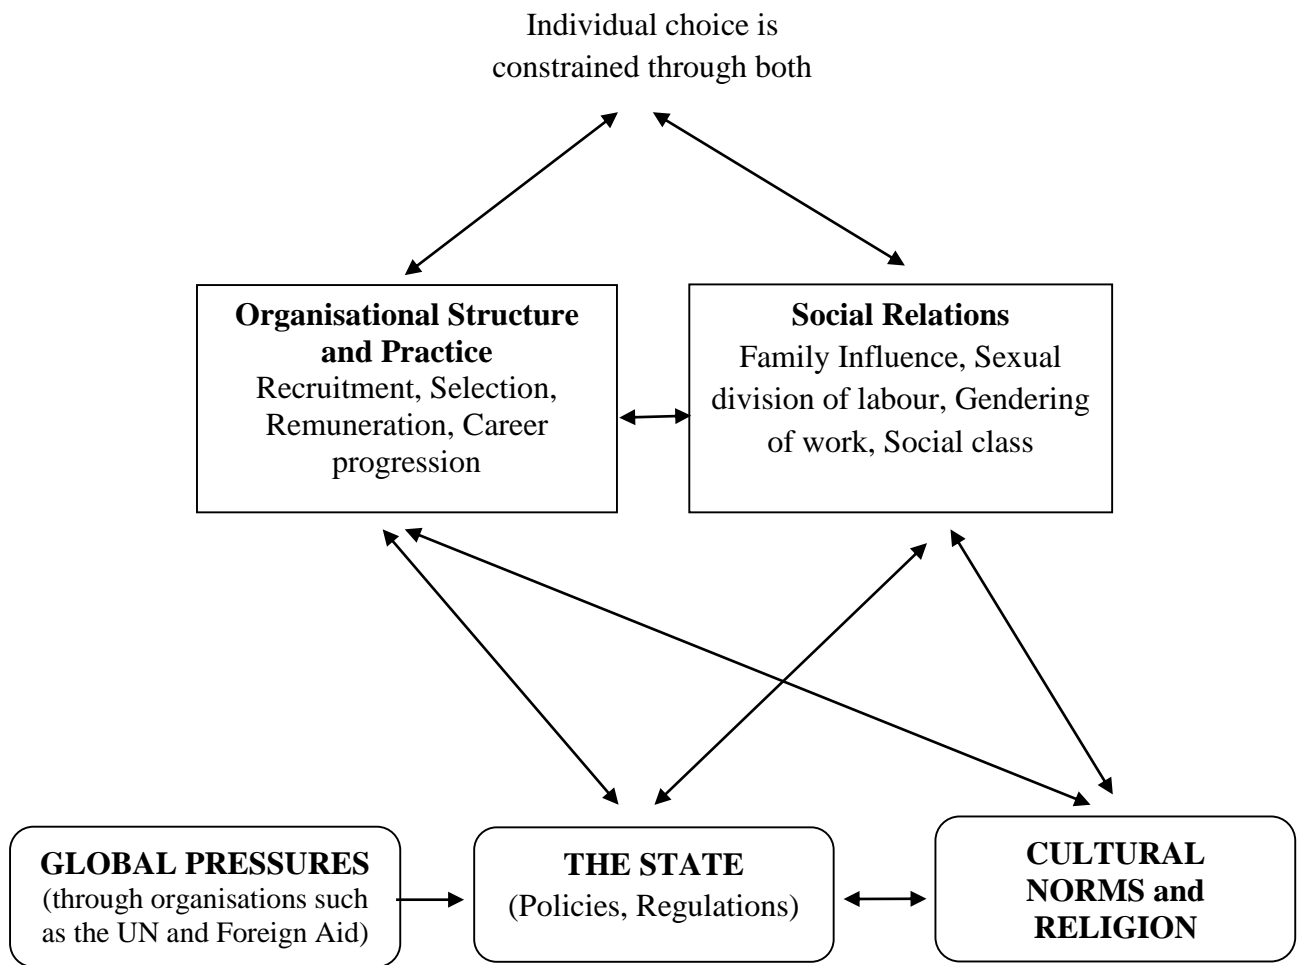 Individual choice is
constrained through both
Organisational Structure
and Practice
Recruitment, Selection,
Remuneration, Career
progression
Social Relations
Family Influence, Sexual
division of labour, Gendering
of work, Social class
GLOBAL PRESSURES
(through organisations such
as the UN and Foreign Aid)
THE STATE
(Policies, Regulations)
CULTURAL
NORMS and
RELIGION